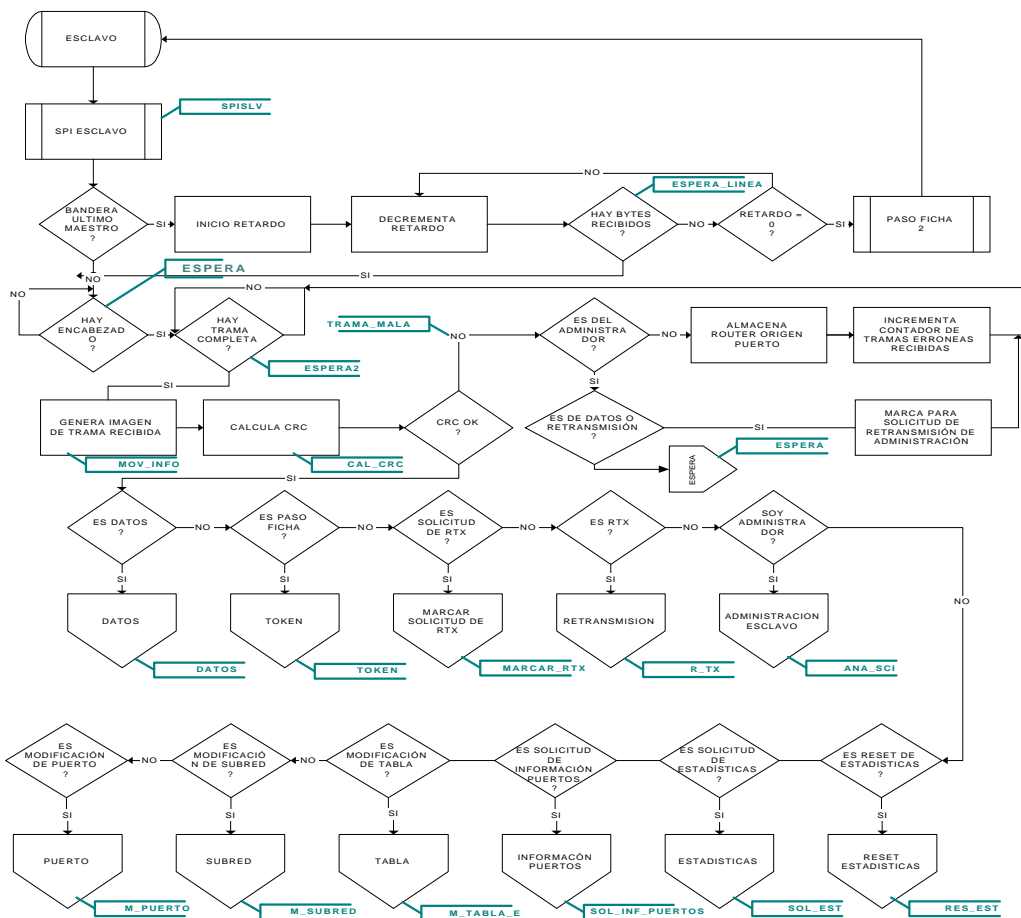 ESCLAVO
SPI ESCLAVO
SPISLV
BANDERA
ULTIMO
MAESTRO
?
SI
INICIO RETARDO
DECREMENTA
RETARDO
NO
ESPERA_LINEA
HAY BYTES
RECIBIDOS
?
NO
RETARDO =
0
?
SI
PASO FICHA
2
SI
NO
ESPERA
NO
HAY
ENCABEZAD
O ?
SI
HAY
TRAMA
COMPLETA
?
NO
ESPERA2
TRAMA_MALA
NO
ES DEL
ADMINISTRA
DOR
?
NO
ALMACENA
ROUTER ORIGEN
PUERTO
INCREMENTA
CONTADOR DE
TRAMAS ERRONEAS
RECIBIDAS
SI
SI
GENERA IMAGEN
DE TRAMA RECIBIDA
MOV_INFO
CALCULA CRC
CAL_CRC
CRC OK
?
ES DE DATOS O
RETRANSMISIÓN
?
SI
MARCA PARA
SOLICITUD DE
RETRANSMISIÓN DE
ADMINISTRACIÓN
NO
ESPERA
ESPERA
SI
ES DATOS
?
NO
ES PASO
FICHA
?
NO
ES
SOLICITUD
DE RTX
?
NO
ES RTX
?
NO
SOY
ADMINISTRA
DOR
?
NO
SI
SI
SI
SI
SI
DATOS
DATOS
TOKEN
TOKEN
MARCAR
SOLICITUD DE
RTX
MARCAR_RTX
RETRANSMISION
R_TX
ADMINISTRACION
ESCLAVO
ANA_SCI
ES
MODIFICACIÓN
DE PUERTO
?
NO
ES
MODIFICACIÓ
N DE SUBRED
?
NO
ES
MODIFICACIÓN
DE TABLA
?
ES SOLICITUD
DE
INFORMACIÓN
PUERTOS
?
ES SOLICITUD
DE
ESTADÍSTICAS
?
ES RESET DE
ESTADISTICAS
?
SI
SI
SI
SI
SI
SI
PUERTO
M_PUERTO
SUBRED
M_SUBRED
TABLA
M_TABLA_E
INFORMACÓN
PUERTOS
SOL_INF_PUERTOS
ESTADISTICAS
SOL_EST
RESET
ESTADISTICAS
RES_EST